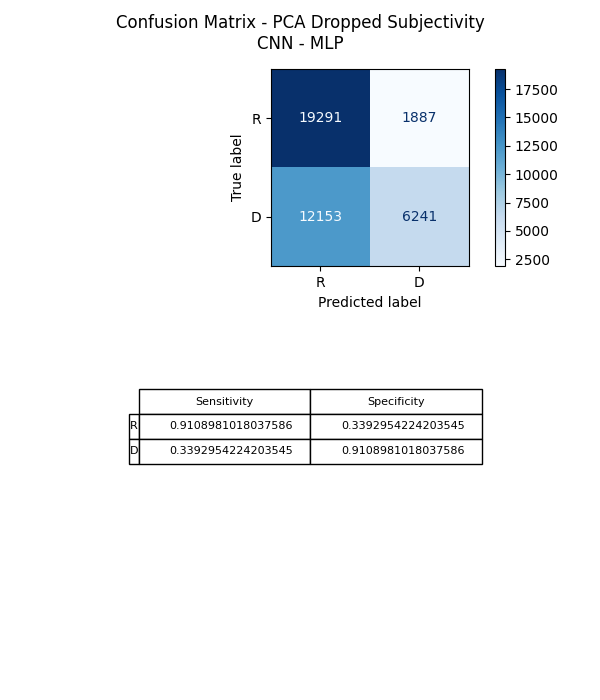 Confusion Matrix - PCA Dropped Subjectivity
CNN - MLP
True label
R 19291 1887
D 12153 6241
R D
Predicted label
17500
15000
12500
10000
7500
5000
2500
Sensitivity Specificity
R 0.9108981018037586 0.3392954224203545
D 0.3392954224203545 0.9108981018037586